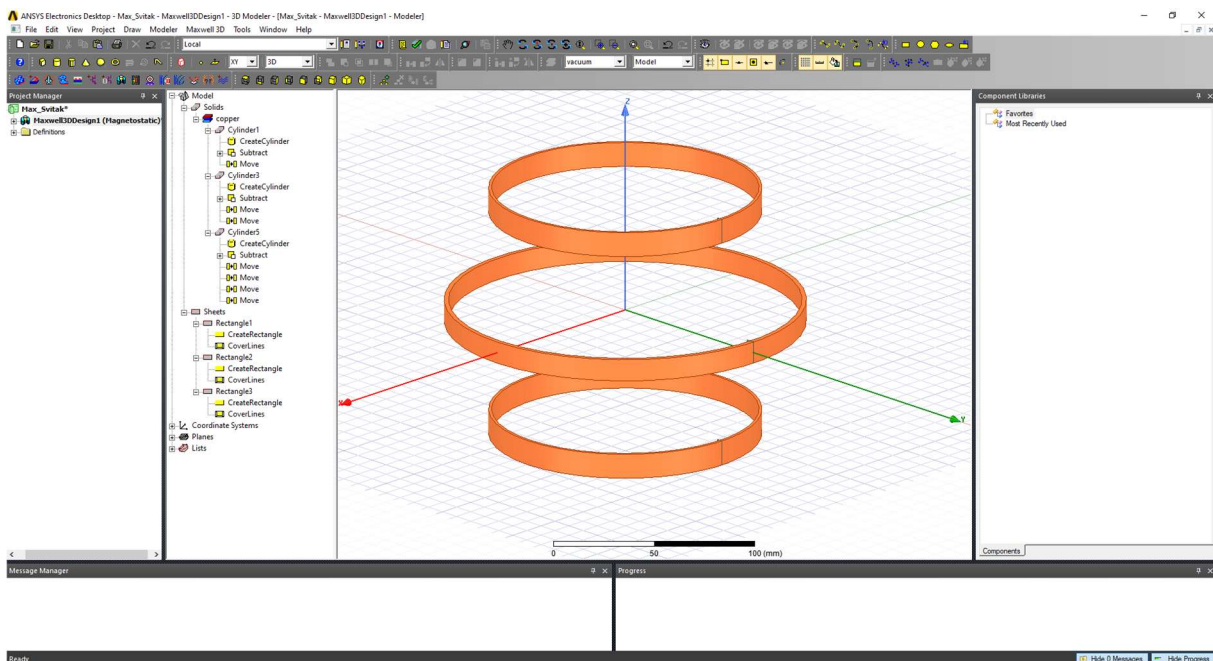 ANSYS Electronics Desktop - Max_Svitak - Maxwell3DDesign1 - 3D Modeler - [Max_Svitak - Maxwell3DDesign1 - Modeler]
File Edit View Project Draw Modeler Maxwell 3D Tools Window Help
Local
XY 3D vacuum Model
Project Manager
Max_Svitak*
Maxwell3DDesign1 (Magnetostatic)*
Definitions
Model
Solids
copper
Cylinder1
CreateCylinder
Subtract
Move
Cylinder3
CreateCylinder
Subtract
Move
Move
Cylinder5
CreateCylinder
Subtract
Move
Move
Move
Move
Sheets
Rectangle1
CreateRectangle
CoverLines
Rectangle2
CreateRectangle
CoverLines
Rectangle3
CreateRectangle
CoverLines
Coordinate Systems
Planes
Lists
Z
X
Y
0 50 100 (mm)
Component Libraries
Favorites
Most Recently Used
Components
Message Manager
Progress
Ready
Hide 0 Messages Hide Progress